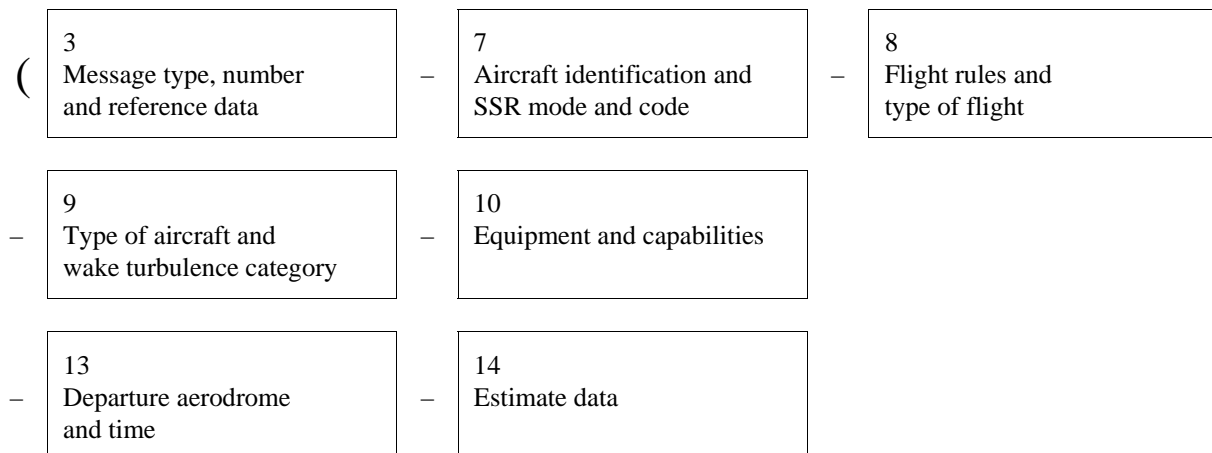 (
3
Message type, number
and reference data
–
7
Aircraft identification and
SSR mode and code
–
8
Flight rules and
type of flight
–
9
Type of aircraft and
wake turbulence category
–
10
Equipment and capabilities
–
13
Departure aerodrome
and time
–
14
Estimate data